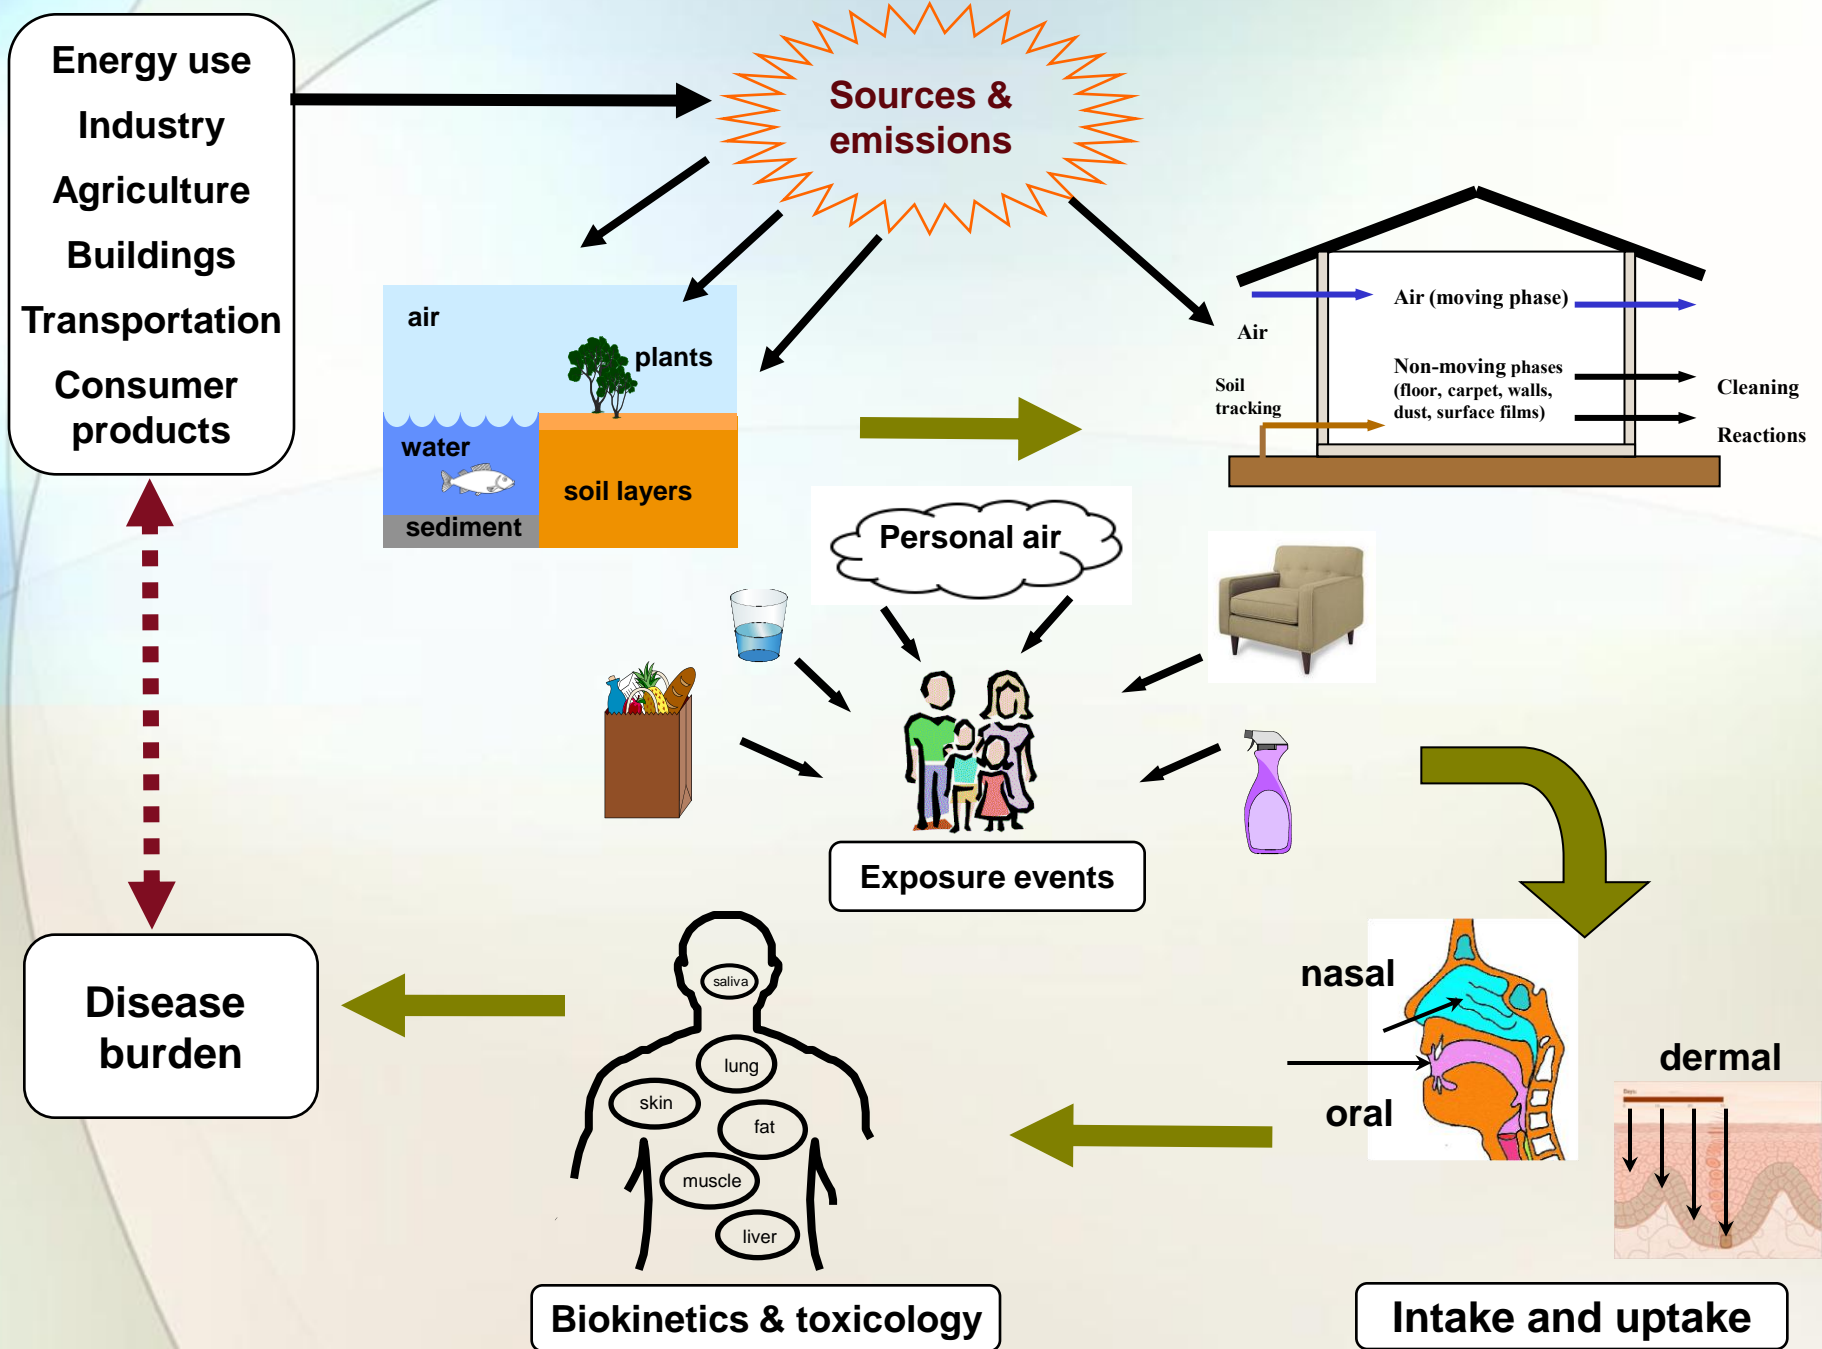 Energy use
Industry
Agriculture
Buildings
Transportation
Consumer
products
Sources &
emissions
air
plants
water
soil layers
sediment
Air (moving phase)
Air
Non-moving phases
(floor, carpet, walls,
dust, surface films)
Soil
tracking
Cleaning
Reactions
Personal air
Exposure events
Disease
burden
saliva
lung
skin
fat
muscle
liver
Biokinetics & toxicology
nasal
oral
dermal
Intake and uptake